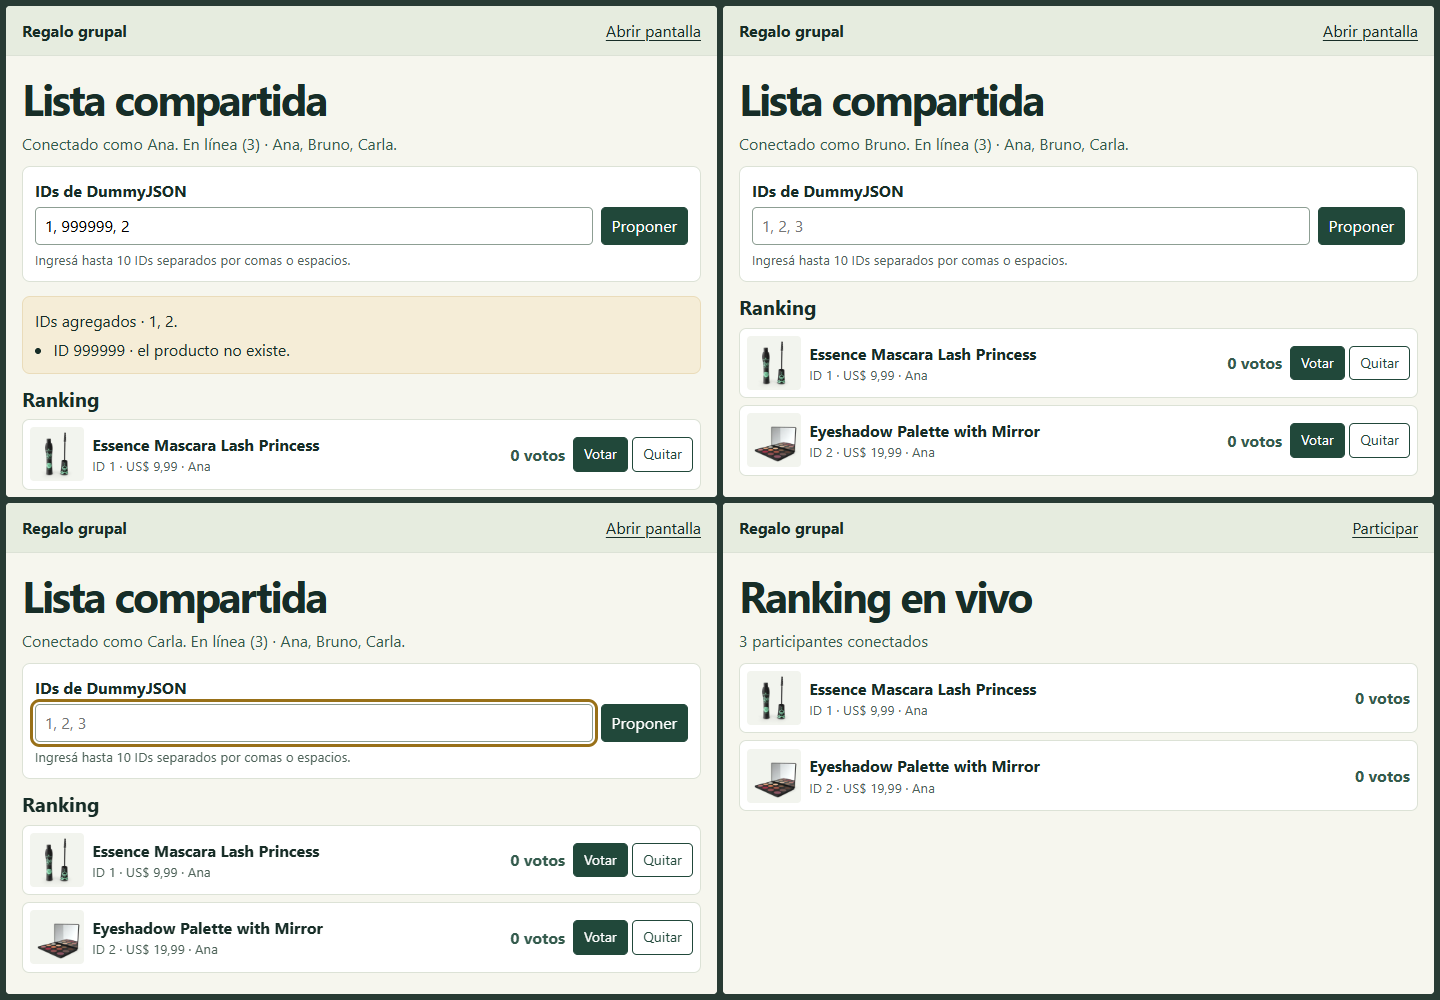 Regalo grupal
Abrir pantalla
Lista compartida
Conectado como Ana. En línea (3) · Ana, Bruno, Carla.
IDs de DummyJSON
1, 999999, 2
Proponer
Ingresá hasta 10 IDs separados por comas o espacios.
IDs agregados · 1, 2.
• ID 999999 · el producto no existe.
Ranking
Essence Mascara Lash Princess
ID 1 · US$ 9,99 · Ana
0 votos
Votar
Quitar
Regalo grupal
Abrir pantalla
Lista compartida
Conectado como Bruno. En línea (3) · Ana, Bruno, Carla.
IDs de DummyJSON
1, 2, 3
Proponer
Ingresá hasta 10 IDs separados por comas o espacios.
Ranking
Essence Mascara Lash Princess
ID 1 · US$ 9,99 · Ana
0 votos
Votar
Quitar
Eyeshadow Palette with Mirror
ID 2 · US$ 19,99 · Ana
0 votos
Votar
Quitar
Regalo grupal
Abrir pantalla
Lista compartida
Conectado como Carla. En línea (3) · Ana, Bruno, Carla.
IDs de DummyJSON
1, 2, 3
Proponer
Ingresá hasta 10 IDs separados por comas o espacios.
Ranking
Essence Mascara Lash Princess
ID 1 · US$ 9,99 · Ana
0 votos
Votar
Quitar
Eyeshadow Palette with Mirror
ID 2 · US$ 19,99 · Ana
0 votos
Votar
Quitar
Regalo grupal
Participar
Ranking en vivo
3 participantes conectados
Essence Mascara Lash Princess
ID 1 · US$ 9,99 · Ana
0 votos
Eyeshadow Palette with Mirror
ID 2 · US$ 19,99 · Ana
0 votos